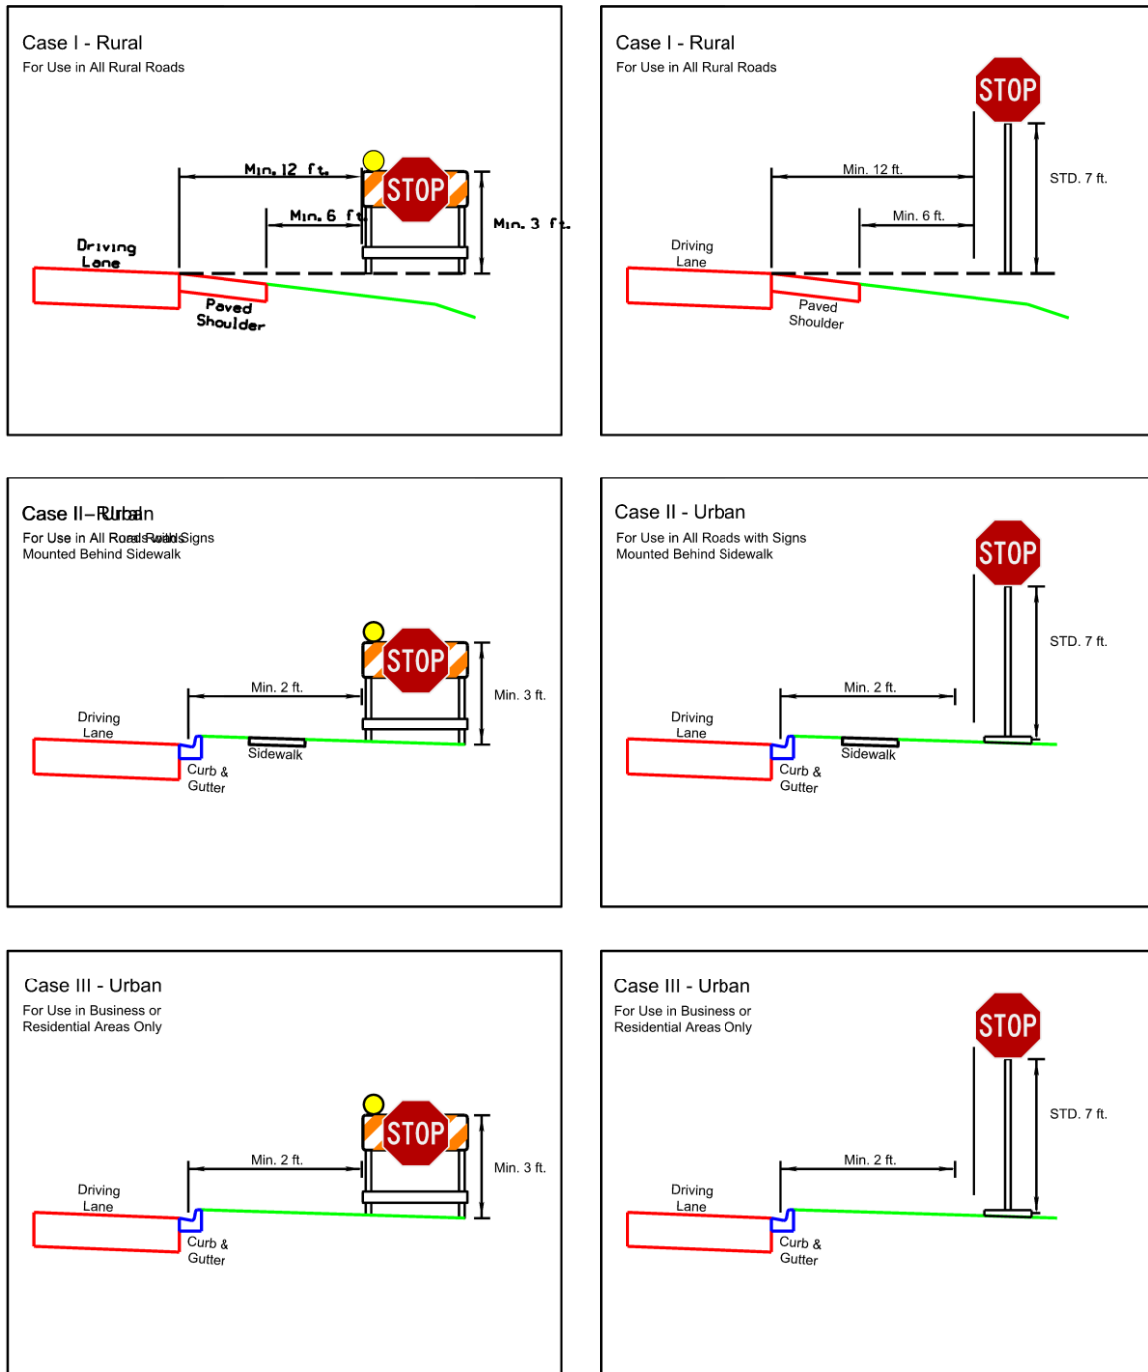 Case I - Rural
For Use in All Rural Roads
STOP
Min. 12 ft.
Min. 6 ft.
Min. 3 ft.
Driving
Lane
Paved
Shoulder
Case I - Rural
For Use in All Rural Roads
STOP
Min. 12 ft.
STD. 7 ft.
Min. 6 ft.
Driving
Lane
Paved
Shoulder
Case II
For Use in All
Signs
Mounted Behind Sidewalk
STOP
Min. 2 ft.
Min. 3 ft.
Driving
Lane
Sidewalk
Curb &
Gutter
Case II - Urban
For Use in All Roads with Signs
Mounted Behind Sidewalk
STOP
STD. 7 ft.
Min. 2 ft.
Driving
Lane
Sidewalk
Curb &
Gutter
Case III - Urban
For Use in Business or
Residential Areas Only
STOP
Min. 2 ft.
Min. 3 ft.
Driving
Lane
Curb &
Gutter
Case III - Urban
For Use in Business or
Residential Areas Only
STOP
STD. 7 ft.
Min. 2 ft.
Driving
Lane
Curb &
Gutter